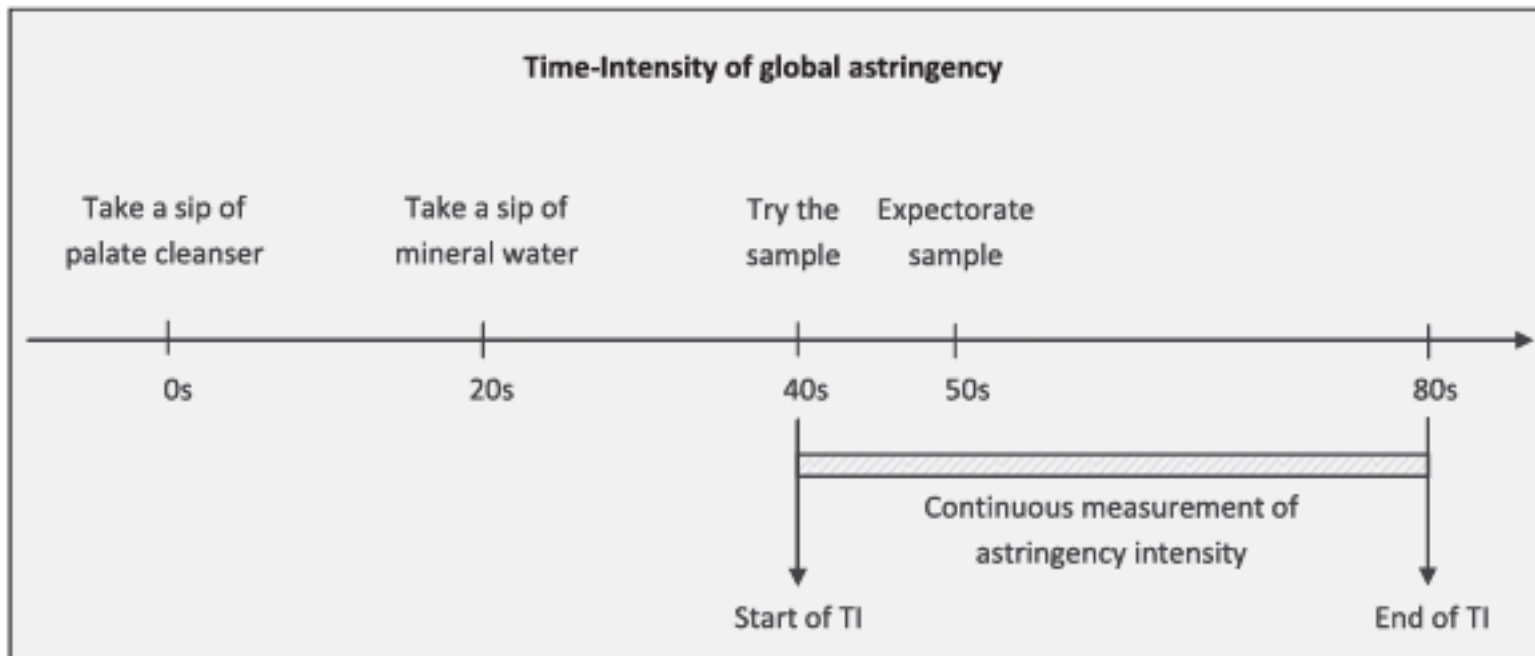 Time-Intensity of global astringency
Take a sip of
palate cleanser
Take a sip of
mineral water
Try the
sample
Expectorate
sample
0s
20s
40s
50s
80s
Continuous measurement of
astringency intensity
Start of TI
End of TI